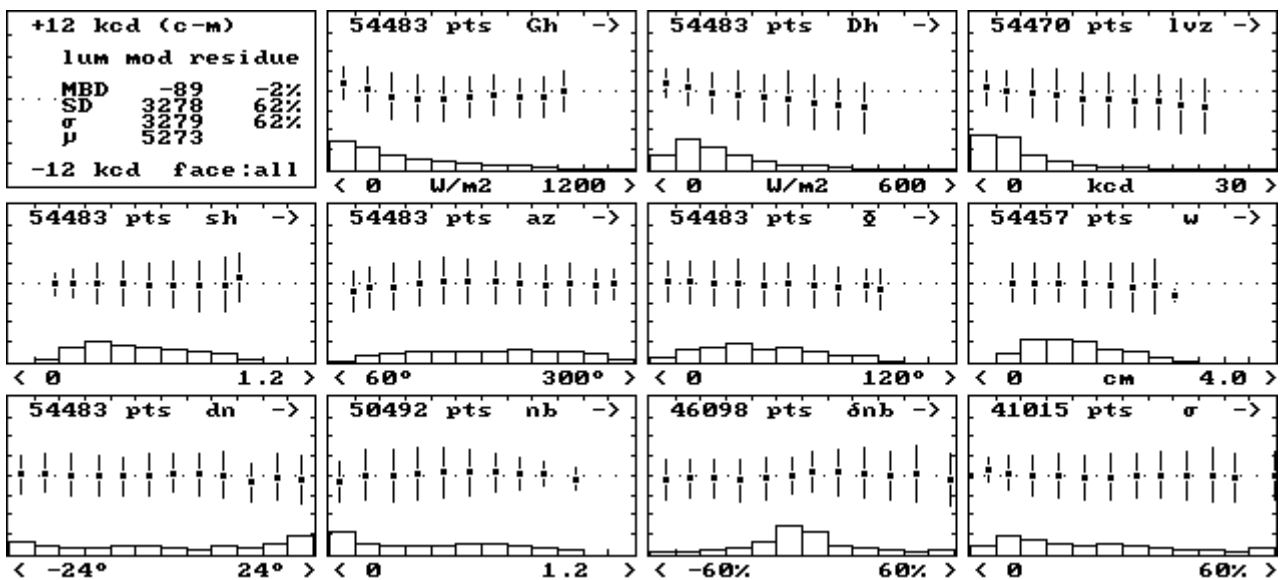 +12 kcd (c-m)
lum mod residue
MBD -89 -2%
SD 3278 62%
σ 3279 62%
μ 5273
-12 kcd face:all
54483 pts Gh ->
< 0 W/m2 1200 >
54483 pts Dh ->
< 0 W/m2 600 >
54470 pts lvz ->
< 0 kcd 30 >
54483 pts sh ->
< 0 1.2 >
54483 pts az ->
< 60° 300° >
54483 pts Φ ->
< 0 120° >
54457 pts w ->
< 0 cm 4.0 >
54483 pts dn ->
< -24° 24° >
50492 pts nb ->
< 0 1.2 >
46098 pts δnb ->
< -60% 60% >
41015 pts σ ->
< 0 60% >